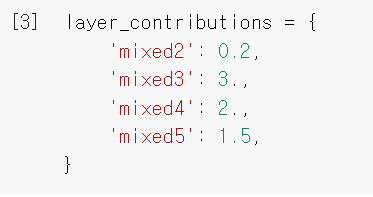 [3] layer_contributions = {
'mixed2': 0.2,
'mixed3': 3.,
'mixed4': 2.,
'mixed5': 1.5,
}